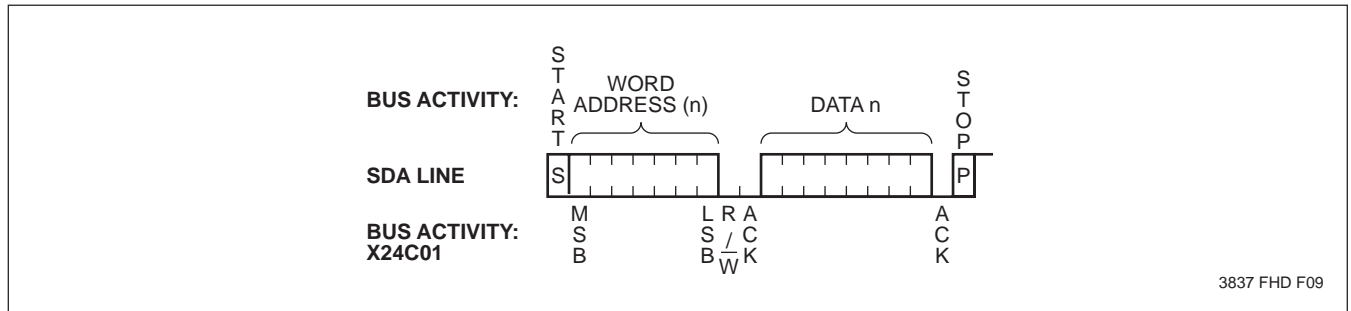 START
BUS ACTIVITY:
WORD
ADDRESS (n)
DATA n
STOP
SDA LINE
S
P
BUS ACTIVITY:
X24C01
MSB
LSB
R/W
ACK
ACK
3837 FHD F09